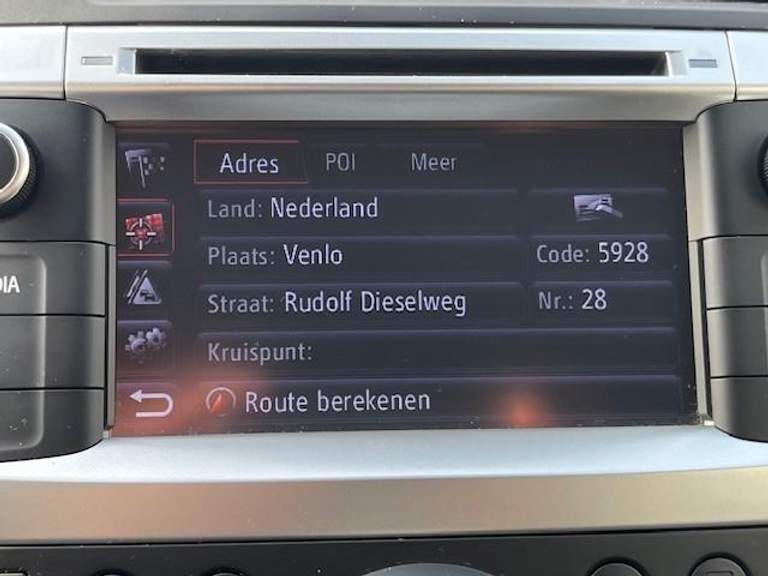 Adres POI Meer
Land: Nederland
Plaats: Venlo Code: 5928
Straat: Rudolf Dieselweg Nr.: 28
Kruispunt:
Route berekenen